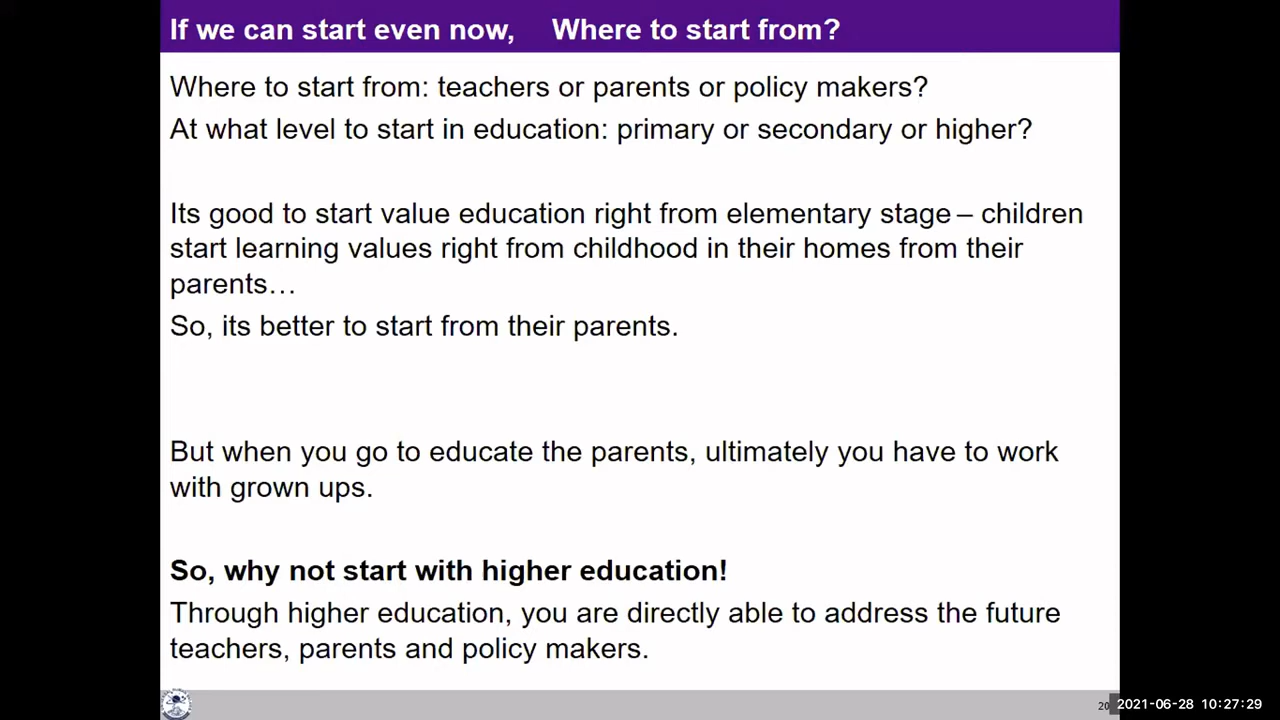 If we can start even now, Where to start from?
Where to start from: teachers or parents or policy makers?
At what level to start in education: primary or secondary or higher?
Its good to start value education right from elementary stage – children
start learning values right from childhood in their homes from their
parents…
So, its better to start from their parents.
But when you go to educate the parents, ultimately you have to work
with grown ups.
So, why not start with higher education!
Through higher education, you are directly able to address the future
teachers, parents and policy makers.
20
2021-06-28 10:27:29